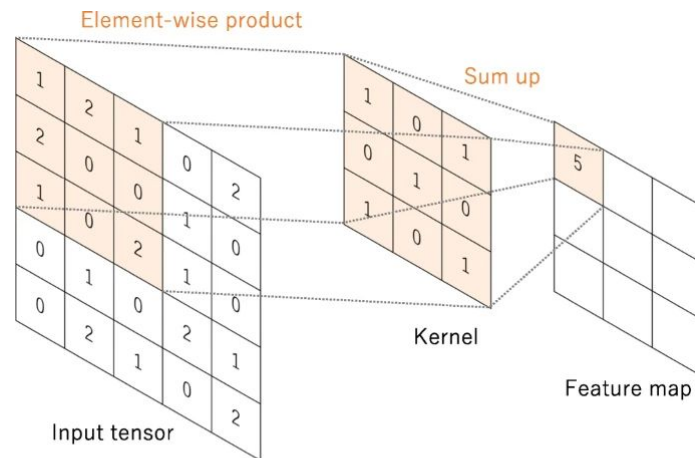 Element-wise product
Sum up
1 2 1 0 2
2 0 0 1 0
1 0 2 1 0
0 1 0 2 1
0 2 1 0 2
Input tensor
1 0 1
0 1 0
1 0 1
Kernel
5
Feature map